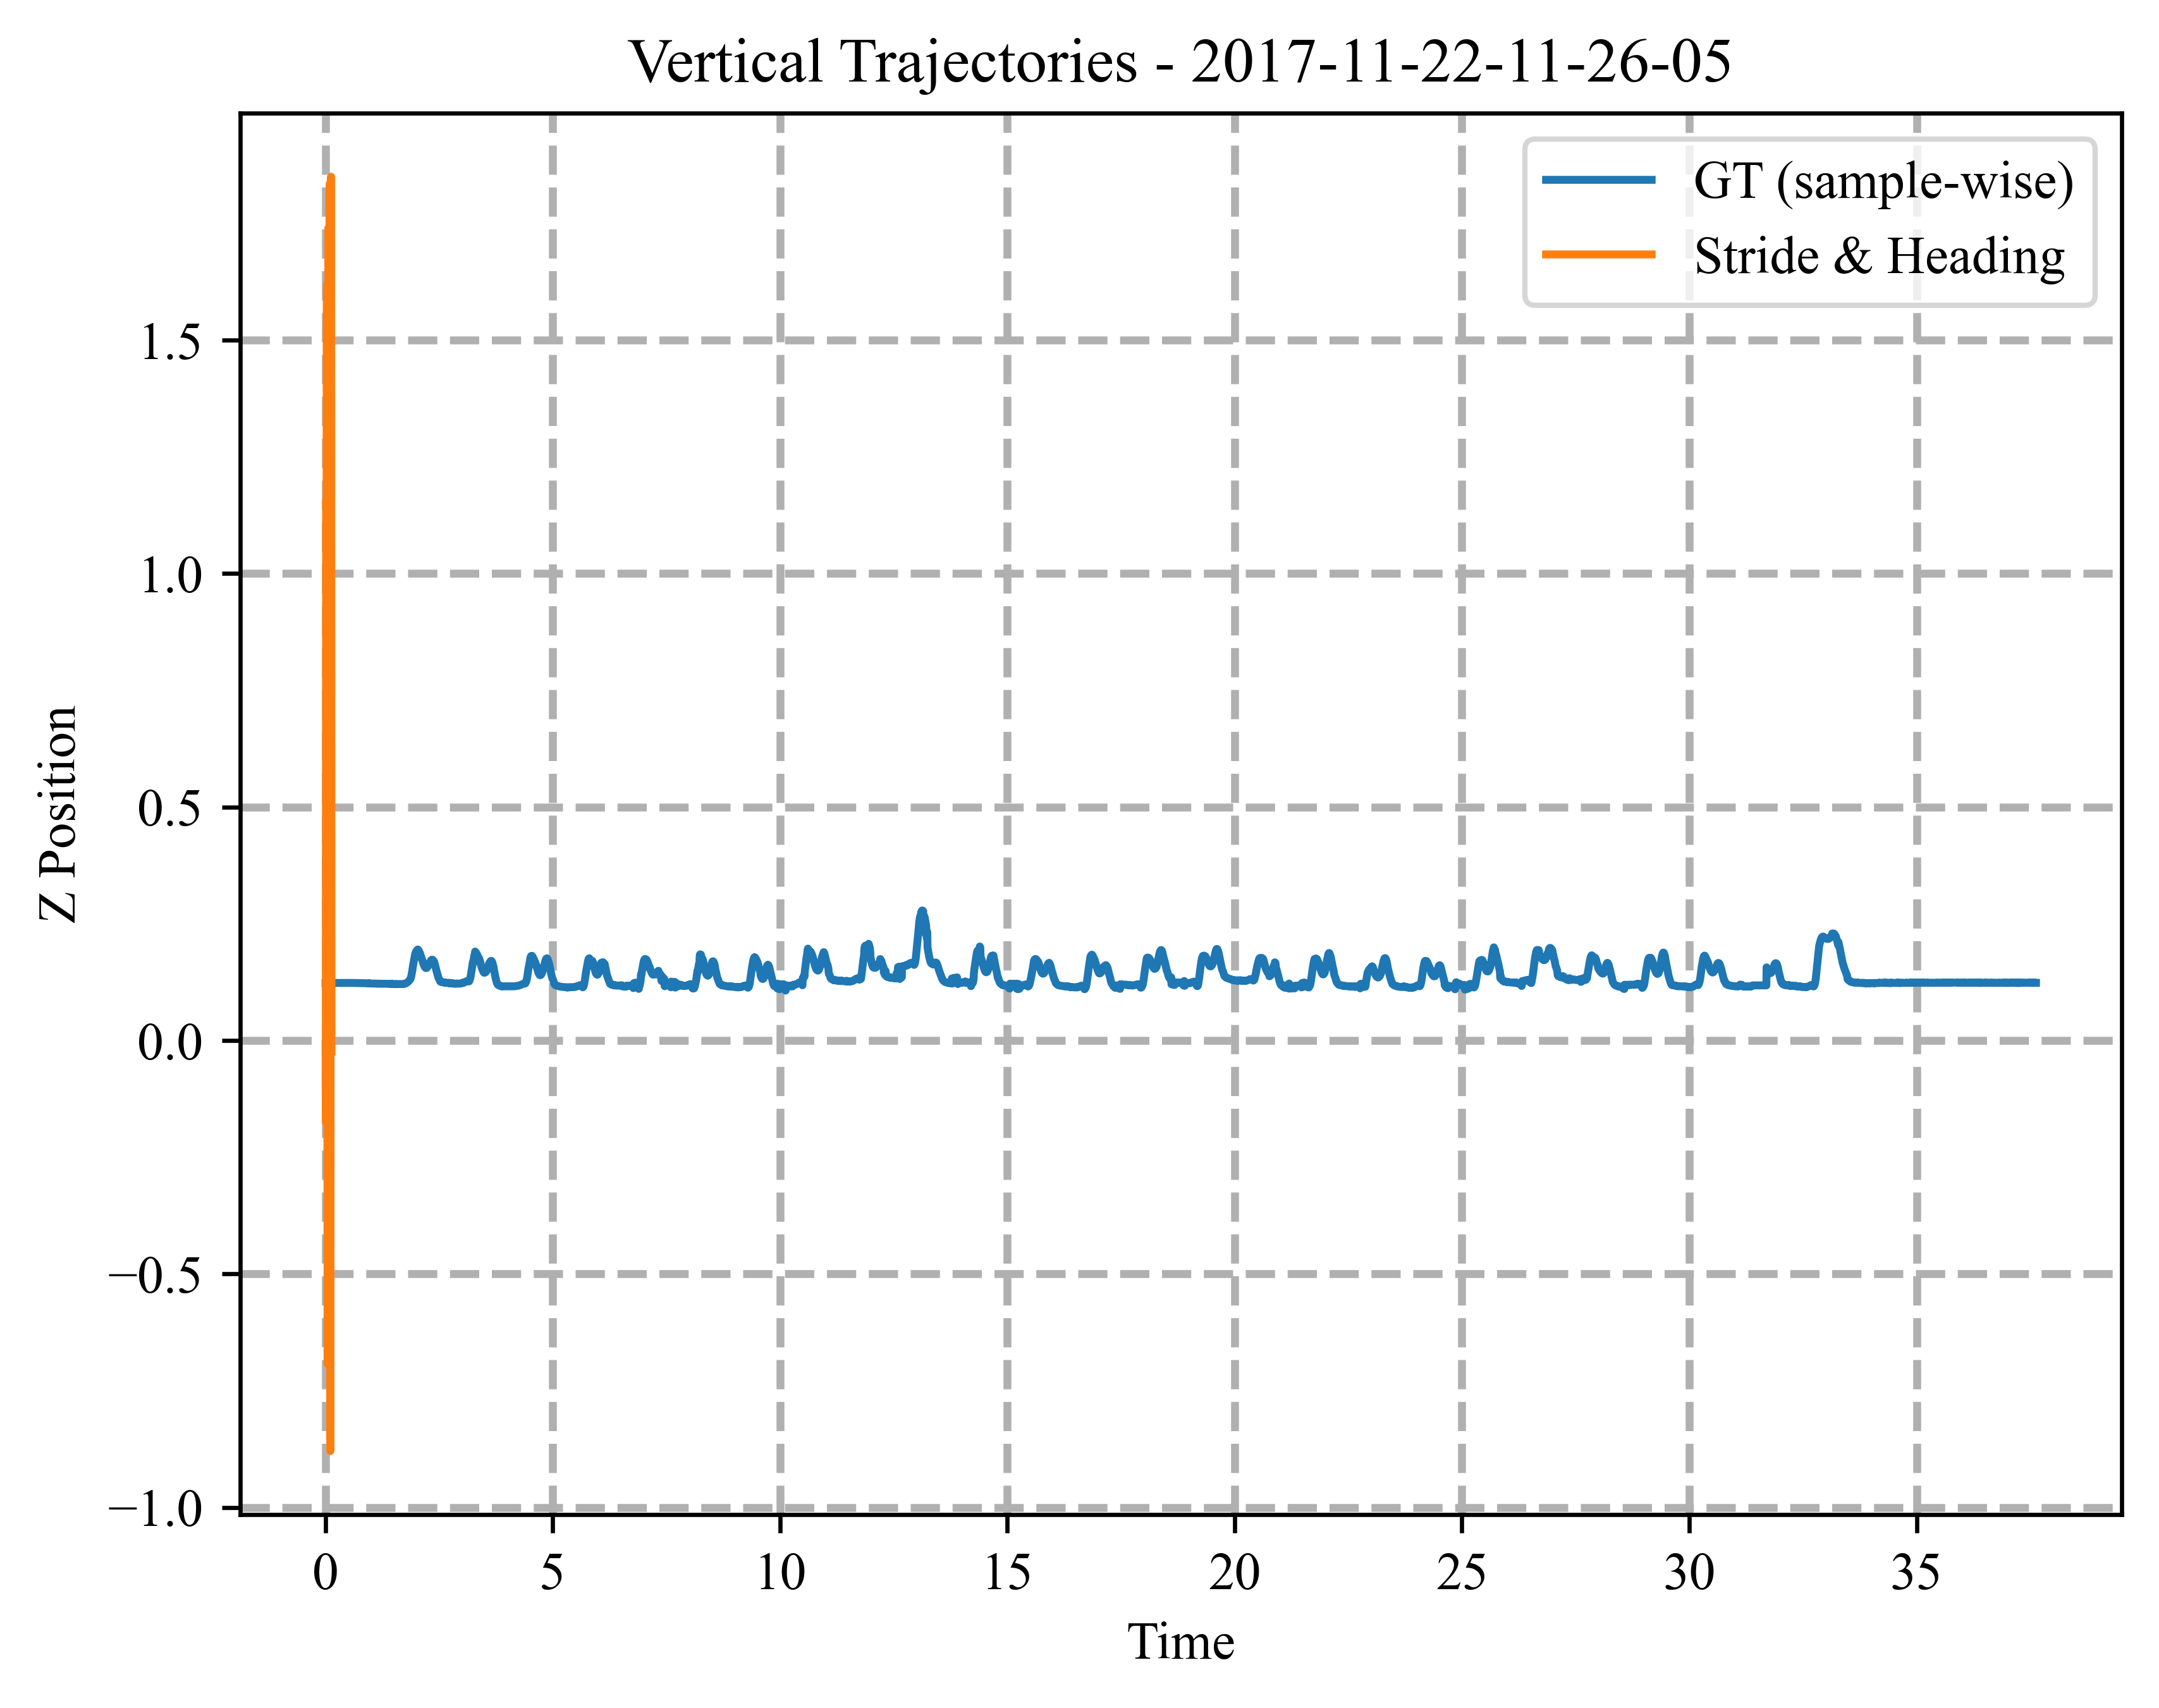 Vertical Trajectories - 2017-11-22-11-26-05
GT (sample-wise)
Stride & Heading
1.5
1.0
0.5
0.0
−0.5
−1.0
Z Position
0 5 10 15 20 25 30 35
Time